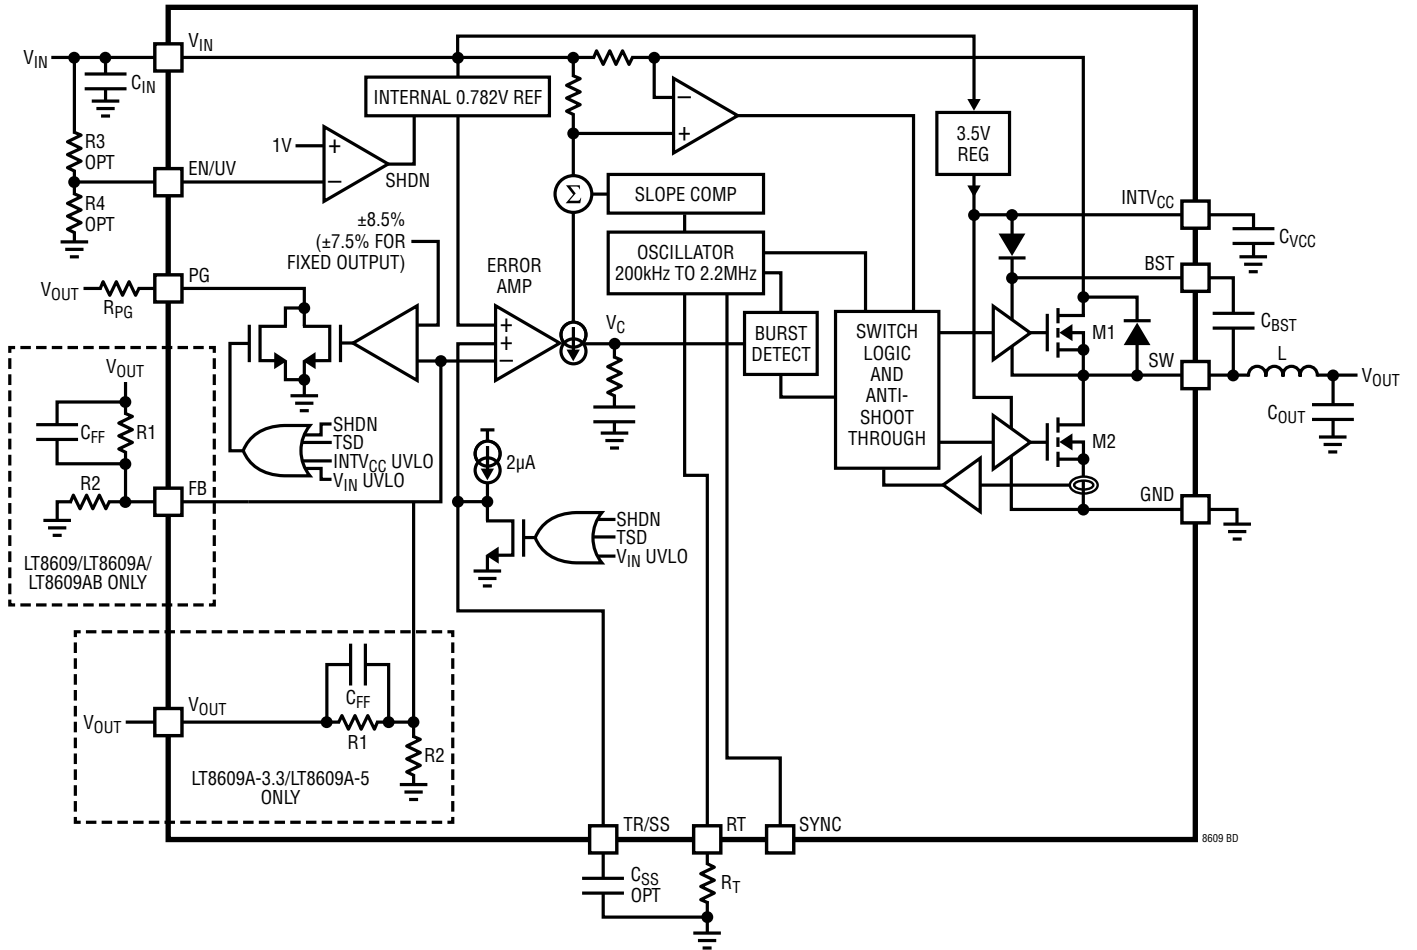 VIN
VIN
CIN
R3
OPT
EN/UV
R4
OPT
1V
+
−
SHDN
INTERNAL 0.782V REF
−
+
3.5V
REG
Σ
SLOPE COMP
OSCILLATOR
200kHz TO 2.2MHz
INTVCC
CVCC
BST
CBST
±8.5%
(±7.5% FOR
FIXED OUTPUT)
ERROR
AMP
+
+
−
VC
BURST
DETECT
SWITCH
LOGIC
AND
ANTI-
SHOOT
THROUGH
M1
SW
L
VOUT
COUT
M2
GND
PG
VOUT
RPG
VOUT
CFF
R1
R2
FB
LT8609/LT8609A/
LT8609AB ONLY
SHDN
TSD
INTVCC UVLO
VIN UVLO
2µA
SHDN
TSD
VIN UVLO
VOUT
VOUT
CFF
R1
R2
LT8609A-3.3/LT8609A-5
ONLY
TR/SS
RT
SYNC
CSS
OPT
RT
8609 BD